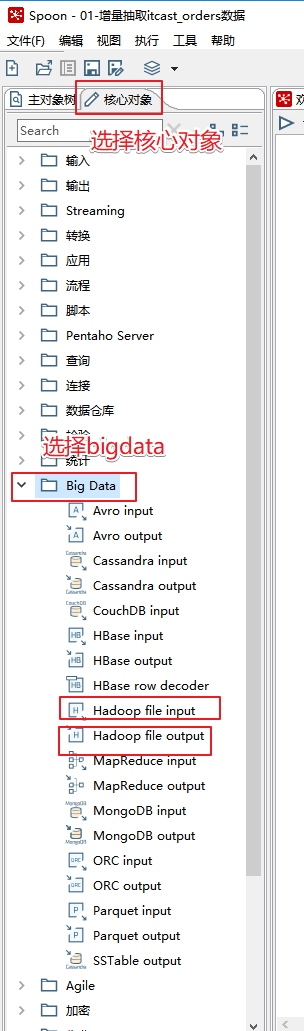 Spoon - 01-增量抽取itcast_orders数据
文件(F) 编辑 视图 执行 工具 帮助
主对象树 核心对象
Search
选择核心对象
输入
输出
Streaming
转换
应用
流程
脚本
Pentaho Server
查询
连接
数据仓库
选择bigdata
统计
Big Data
Avro input
Avro output
Cassandra input
Cassandra output
CouchDB input
HBase input
HBase output
HBase row decoder
Hadoop file input
Hadoop file output
MapReduce input
MapReduce output
MongoDB input
MongoDB output
ORC input
ORC output
Parquet input
Parquet output
SSTable output
Agile
加密